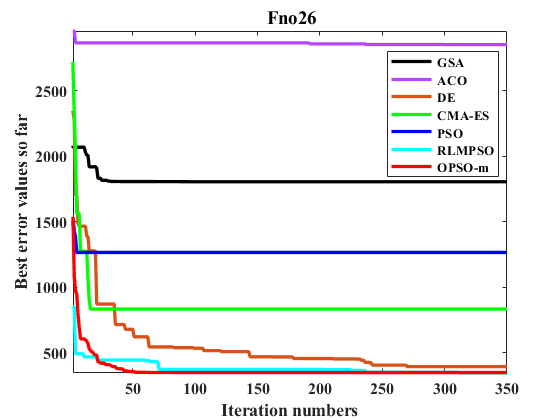 Fno26
Best error values so far
2500
2000
1500
1000
500
GSA
ACO
DE
CMA-ES
PSO
RLMPSO
OPSO-m
50 100 150 200 250 300 350
Iteration numbers